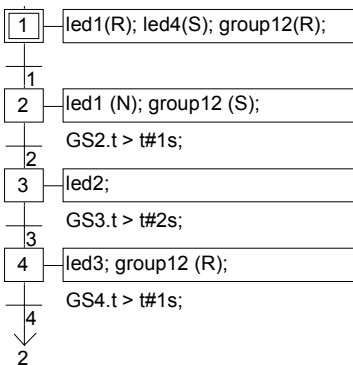 1 led1(R); led4(S); group12(R);
1
2 led1 (N); group12 (S);
GS2.t > t#1s;
2
3 led2;
GS3.t > t#2s;
3
4 led3; group12 (R);
GS4.t > t#1s;
4
2